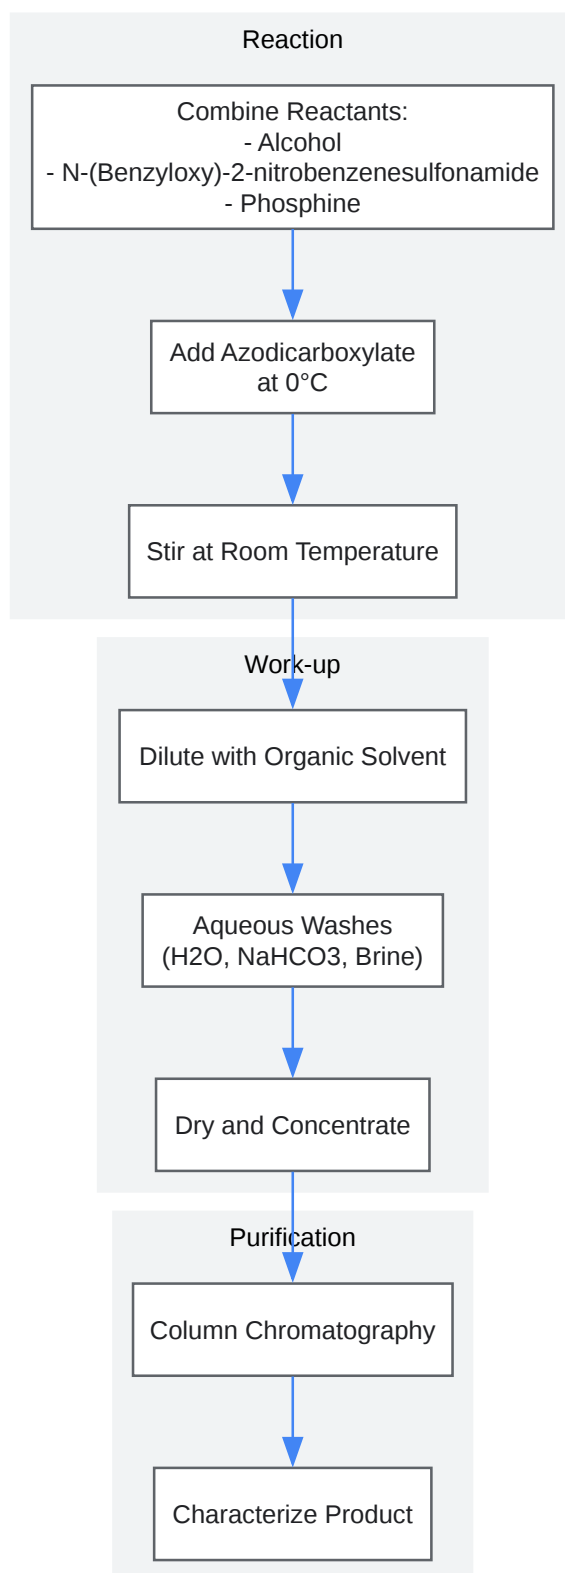 Reaction
Combine Reactants:
- Alcohol
- N-(Benzyloxy)-2-nitrobenzenesulfonamide
- Phosphine
Add Azodicarboxylate
at 0°C
Stir at Room Temperature
Work-up
Dilute with Organic Solvent
Aqueous Washes
(H2O, NaHCO3, Brine)
Dry and Concentrate
Purification
Column Chromatography
Characterize Product